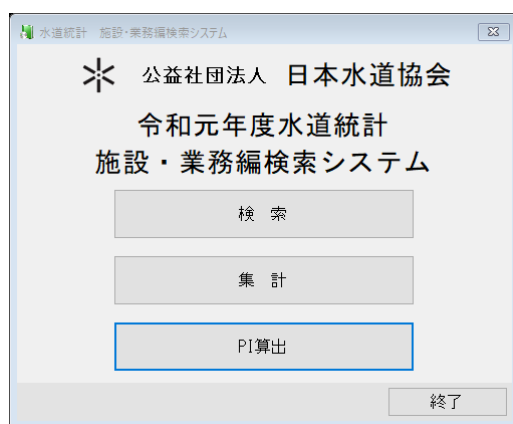 水道統計 施設・業務編検索システム
公益社団法人 日本水道協会
令和元年度水道統計
施設・業務編検索システム
検 索
集 計
PI算出
終了